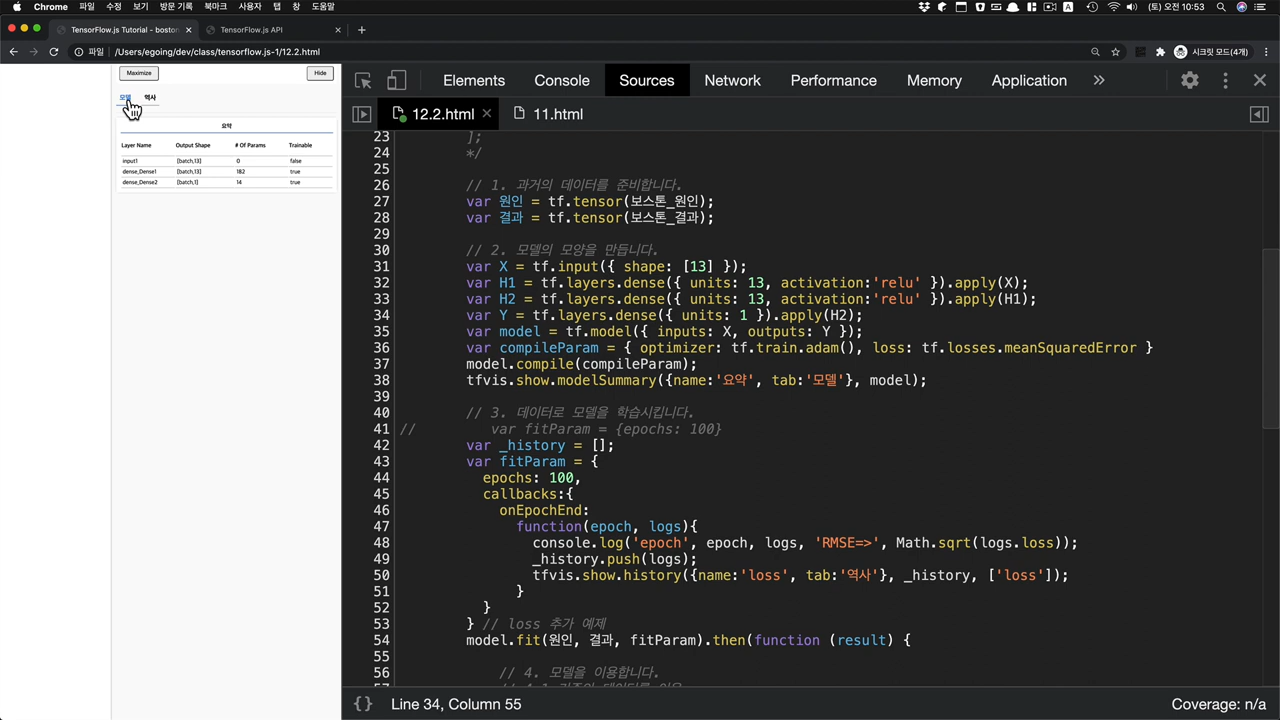 Chrome 파일 수정 보기 방문 기록 북마크 사용자 탭 창 도움말 A (토) 오전 10:53
TensorFlow.js Tutorial - boston TensorFlow.js API
파일 /Users/egoing/dev/class/tensorflow.js-1/12.2.html 시크릿 모드(4개)
Maximize Hide
모델 역사
요약
Layer Name Output Shape # Of Params Trainable
input1 [batch,13] 0 false
dense_Dense1 [batch,13] 182 true
dense_Dense2 [batch,1] 14 true
Elements Console Sources Network Performance Memory Application
12.2.html 11.html
23 ];
24 */
25
26 // 1. 과거의 데이터를 준비합니다.
27 var 원인 = tf.tensor(보스톤_원인);
28 var 결과 = tf.tensor(보스톤_결과);
29
30 // 2. 모델의 모양을 만듭니다.
31 var X = tf.input({ shape: [13] });
32 var H1 = tf.layers.dense({ units: 13, activation:'relu' }).apply(X);
33 var H2 = tf.layers.dense({ units: 13, activation:'relu' }).apply(H1);
34 var Y = tf.layers.dense({ units: 1 }).apply(H2);
35 var model = tf.model({ inputs: X, outputs: Y });
36 var compileParam = { optimizer: tf.train.adam(), loss: tf.losses.meanSquaredError }
37 model.compile(compileParam);
38 tfvis.show.modelSummary({name:'요약', tab:'모델'}, model);
39
40 // 3. 데이터로 모델을 학습시킵니다.
41 // var fitParam = {epochs: 100}
42 var _history = [];
43 var fitParam = {
44 epochs: 100,
45 callbacks:{
46 onEpochEnd:
47 function(epoch, logs){
48 console.log('epoch', epoch, logs, 'RMSE=>', Math.sqrt(logs.loss));
49 _history.push(logs);
50 tfvis.show.history({name:'loss', tab:'역사'}, _history, ['loss']);
51 }
52 }
53 } // loss 추가 예제
54 model.fit(원인, 결과, fitParam).then(function (result) {
55
56 // 4. 모델을 이용합니다.
{} Line 34, Column 55 Coverage: n/a